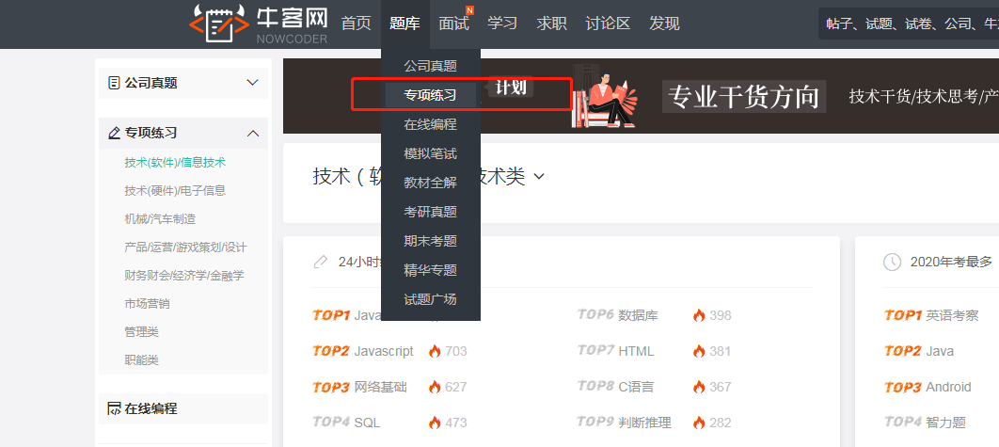 牛客网
NOWCODER
首页 题库 面试 学习 求职 讨论区 发现
N
帖子、试题、试卷、公司、牛
公司真题
专项练习
在线编程
模拟笔试
教材全解
考研真题
期末考题
精华专题
试题广场
公司真题
专项练习
技术(软件)/信息技术
技术(硬件)/电子信息
机械/汽车制造
产品/运营/游戏策划/设计
财务财会/经济学/金融学
市场营销
管理类
职能类
在线编程
计划
专业干货方向
技术干货/技术思考/产
技术（软 技术类
24小时
TOP1 Java
TOP2 Javascript 703
TOP3 网络基础 627
TOP4 SQL 473
TOP6 数据库 398
TOP7 HTML 381
TOP8 C语言 367
TOP9 判断推理 282
2020年考最多
TOP1 英语考察
TOP2 Java
TOP3 Android
TOP4 智力题